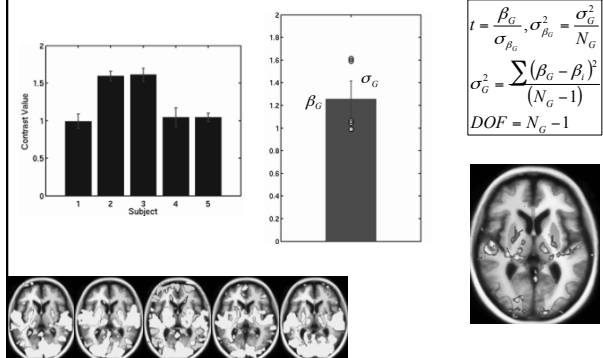 2
1.5
1
0.5
0
Contrast Value
1 2 3 4 5
Subject
2
1.8
1.6
1.4
1.2
1
0.8
0.6
0.4
0.2
0
β_G
σ_G
t = β_G / σ_{β_G}, σ²_{β_G} = σ²_G / N_G
σ²_G = Σ(β_G − β_i)² / (N_G − 1)
DOF = N_G − 1